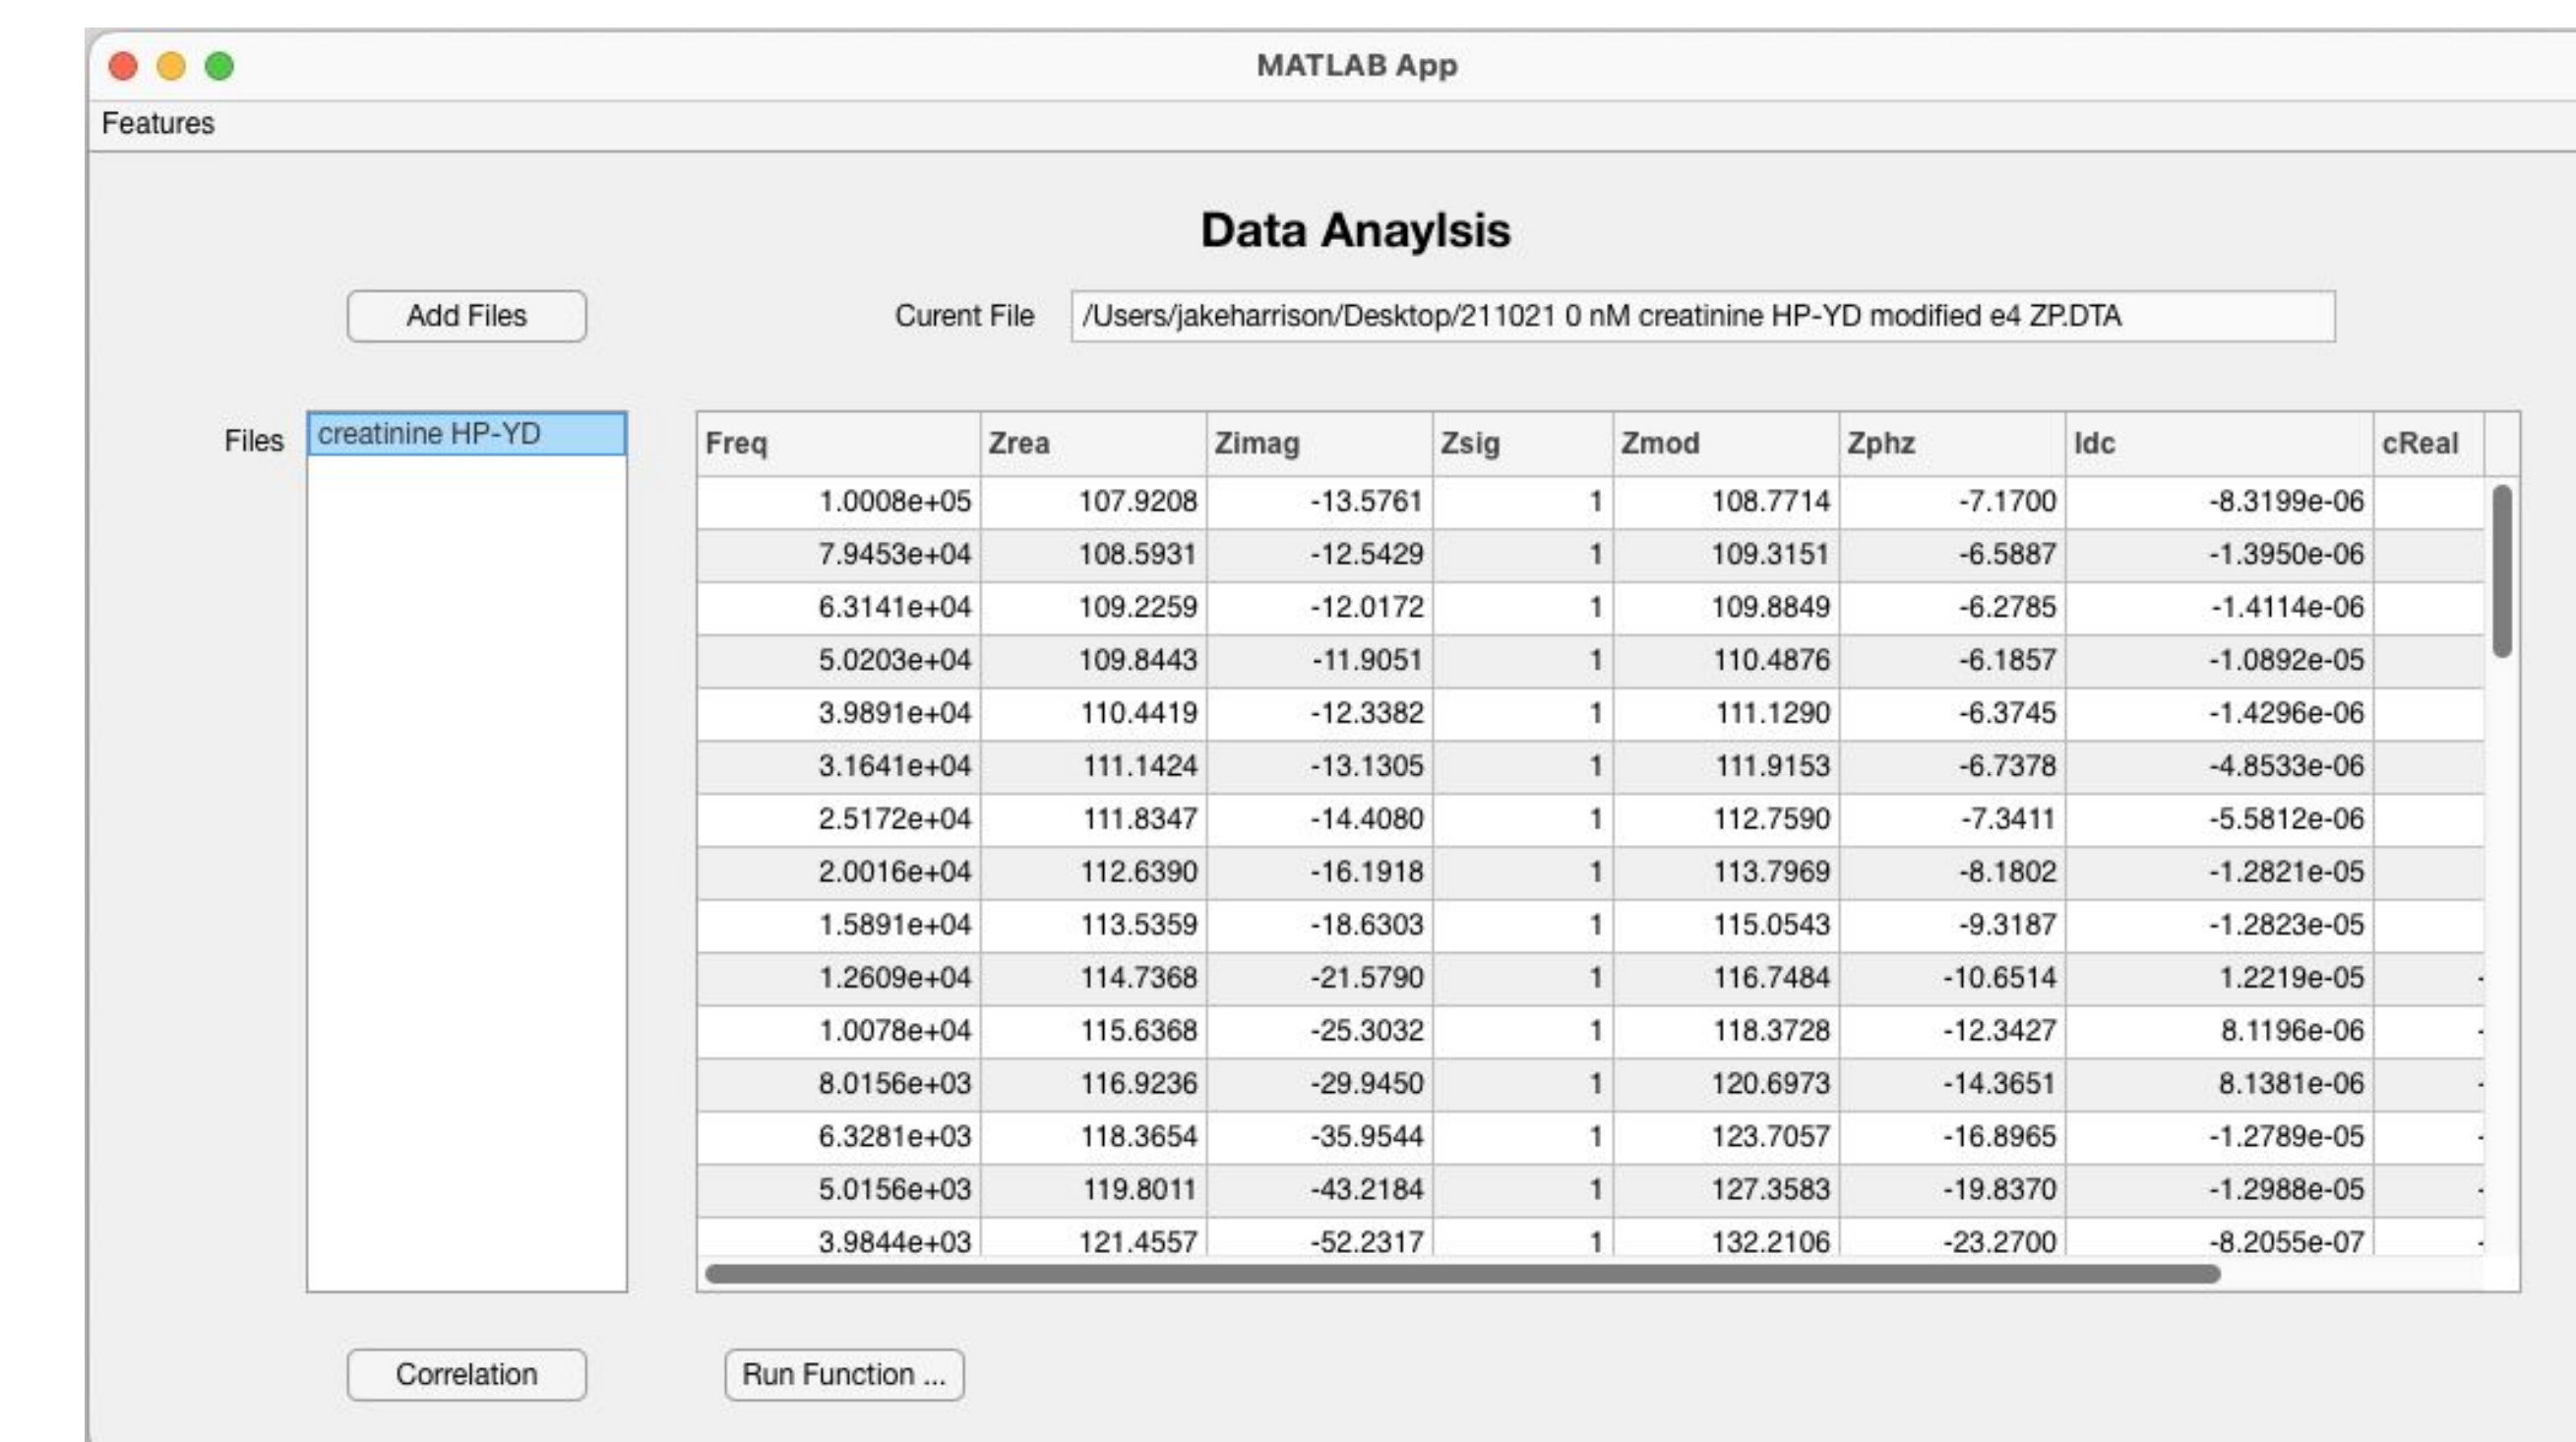 MATLAB App
Features
Data Anaylsis
Add Files
Curent File /Users/jakeharrison/Desktop/211021 0 nM creatinine HP-YD modified e4 ZP.DTA
Files creatinine HP-YD
Freq Zrea Zimag Zsig Zmod Zphz Idc cReal
1.0008e+05 107.9208 -13.5761 1 108.7714 -7.1700 -8.3199e-06
7.9453e+04 108.5931 -12.5429 1 109.3151 -6.5887 -1.3950e-06
6.3141e+04 109.2259 -12.0172 1 109.8849 -6.2785 -1.4114e-06
5.0203e+04 109.8443 -11.9051 1 110.4876 -6.1857 -1.0892e-05
3.9891e+04 110.4419 -12.3382 1 111.1290 -6.3745 -1.4296e-06
3.1641e+04 111.1424 -13.1305 1 111.9153 -6.7378 -4.8533e-06
2.5172e+04 111.8347 -14.4080 1 112.7590 -7.3411 -5.5812e-06
2.0016e+04 112.6390 -16.1918 1 113.7969 -8.1802 -1.2821e-05
1.5891e+04 113.5359 -18.6303 1 115.0543 -9.3187 -1.2823e-05
1.2609e+04 114.7368 -21.5790 1 116.7484 -10.6514 1.2219e-05 -
1.0078e+04 115.6368 -25.3032 1 118.3728 -12.3427 8.1196e-06 -
8.0156e+03 116.9236 -29.9450 1 120.6973 -14.3651 8.1381e-06 -
6.3281e+03 118.3654 -35.9544 1 123.7057 -16.8965 -1.2789e-05 -
5.0156e+03 119.8011 -43.2184 1 127.3583 -19.8370 -1.2988e-05 -
3.9844e+03 121.4557 -52.2317 1 132.2106 -23.2700 -8.2055e-07 -
Correlation
Run Function ...